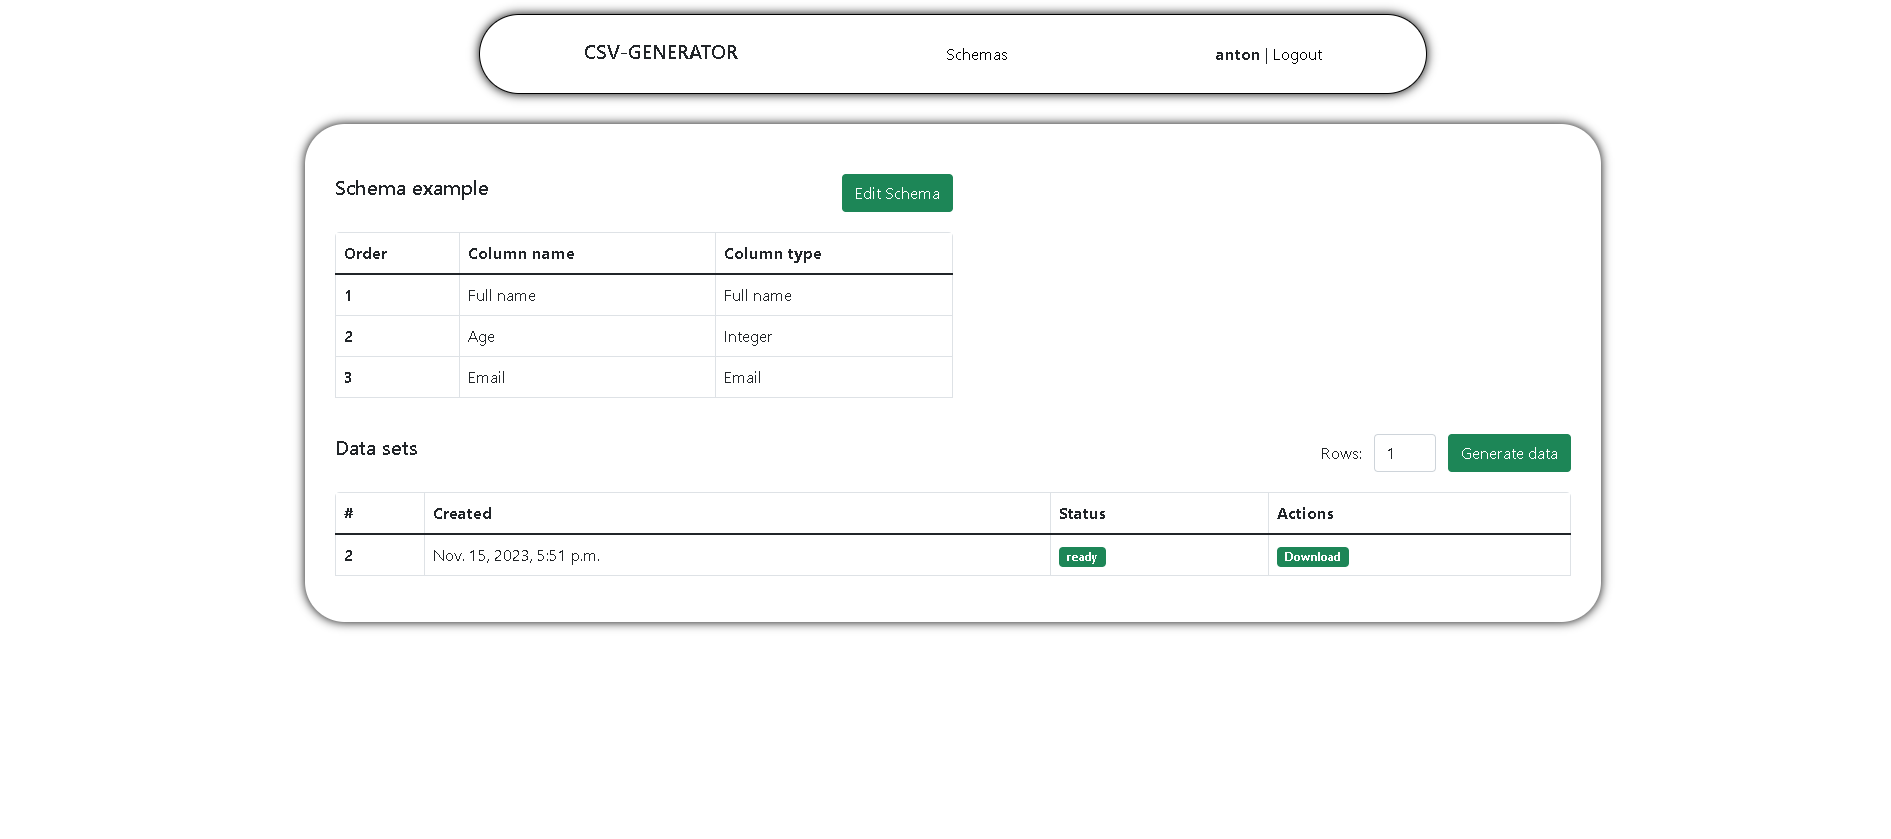 CSV-GENERATOR Schemas anton | Logout
Schema example Edit Schema
Order Column name Column type
1 Full name Full name
2 Age Integer
3 Email Email
Data sets Rows: 1 Generate data
# Created Status Actions
2 Nov. 15, 2023, 5:51 p.m. ready Download